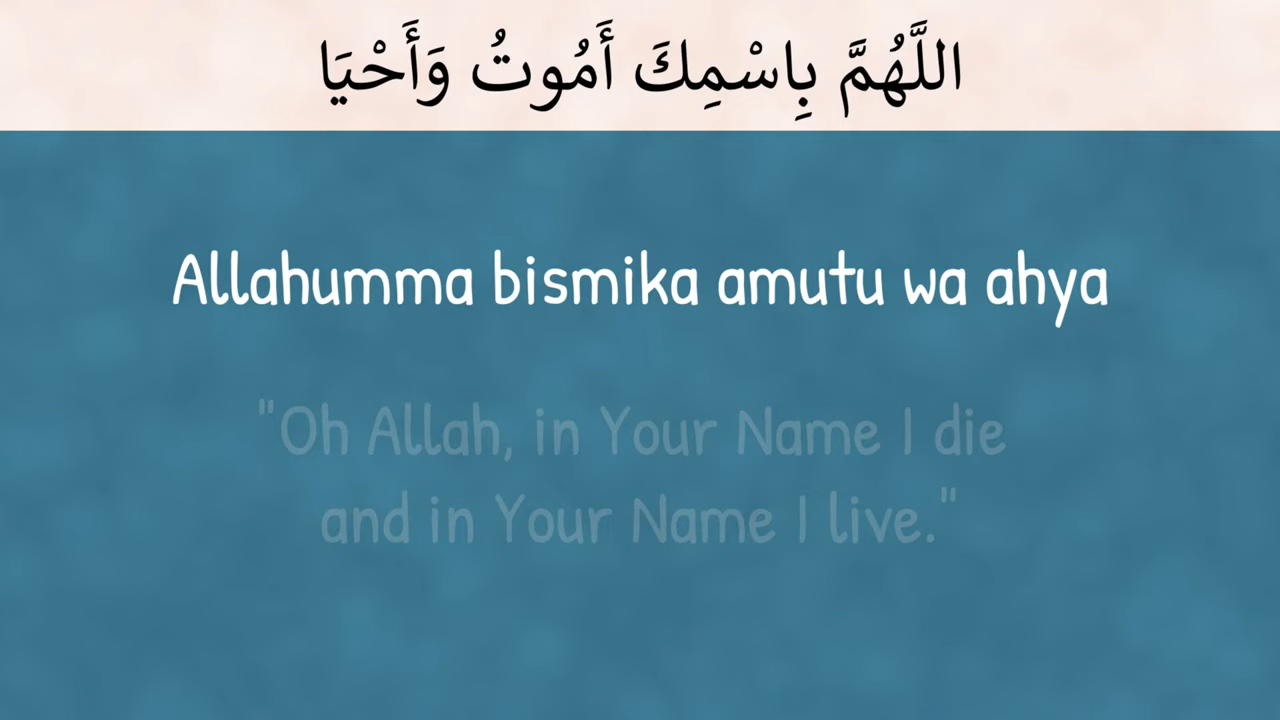 اللَّهُمَّ بِاسْمِكَ أَمُوتُ وَأَحْيَا
Allahumma bismika amutu wa ahya
"Oh Allah, in Your Name I die
and in Your Name I live."